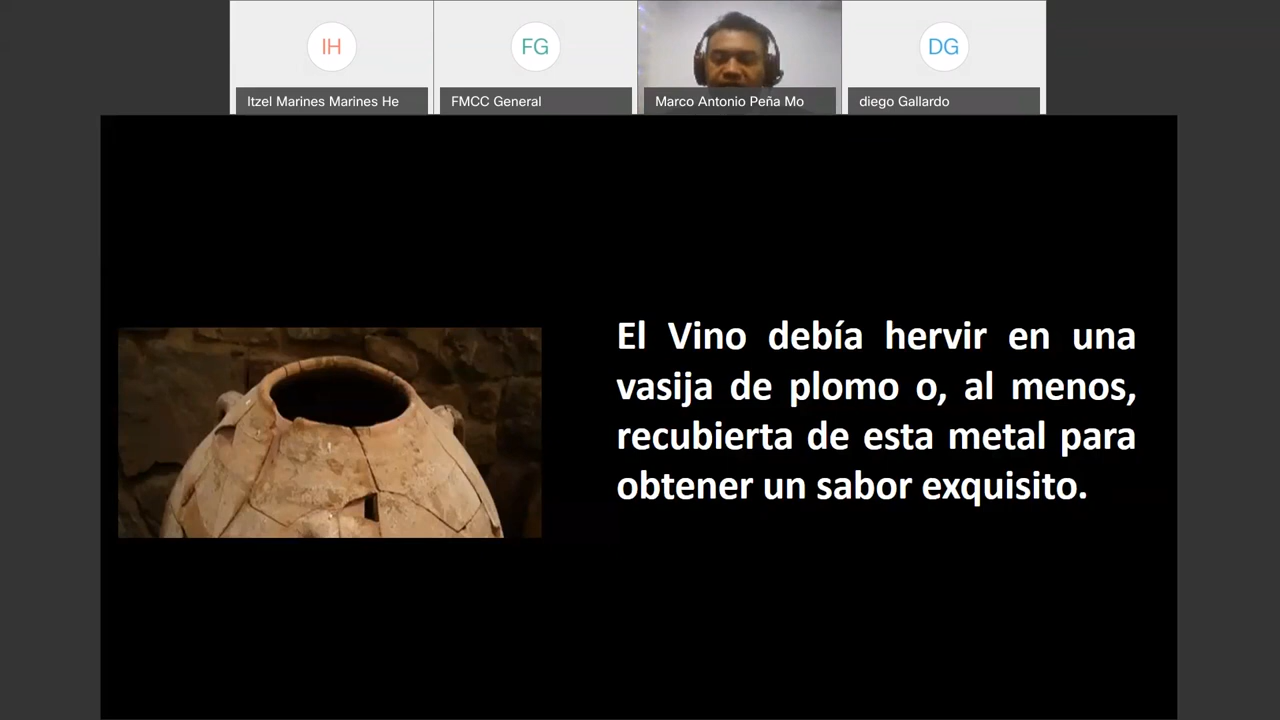 IH
FG
DG
Itzel Marines Marines He
FMCC General
Marco Antonio Peña Mo
diego Gallardo
El Vino debía hervir en una
vasija de plomo o, al menos,
recubierta de esta metal para
obtener un sabor exquisito.